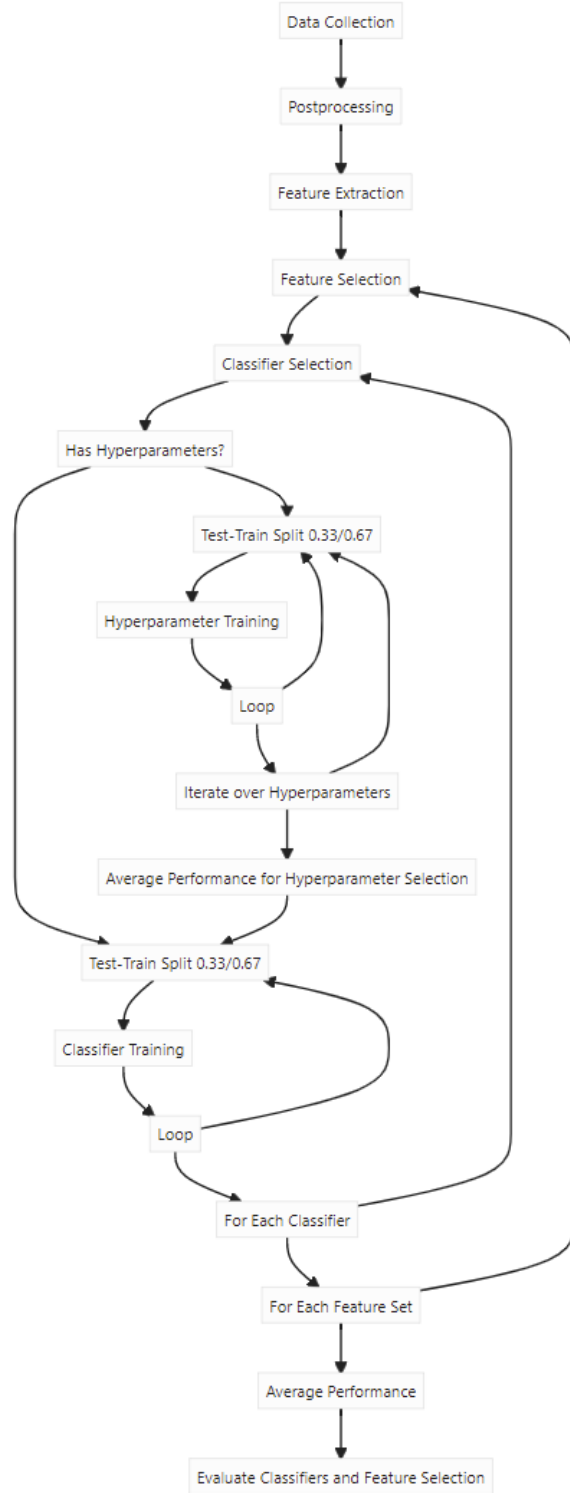 Data Collection
Postprocessing
Feature Extraction
Feature Selection
Classifier Selection
Has Hyperparameters?
Test-Train Split 0.33/0.67
Hyperparameter Training
Loop
Iterate over Hyperparameters
Average Performance for Hyperparameter Selection
Test-Train Split 0.33/0.67
Classifier Training
Loop
For Each Classifier
For Each Feature Set
Average Performance
Evaluate Classifiers and Feature Selection